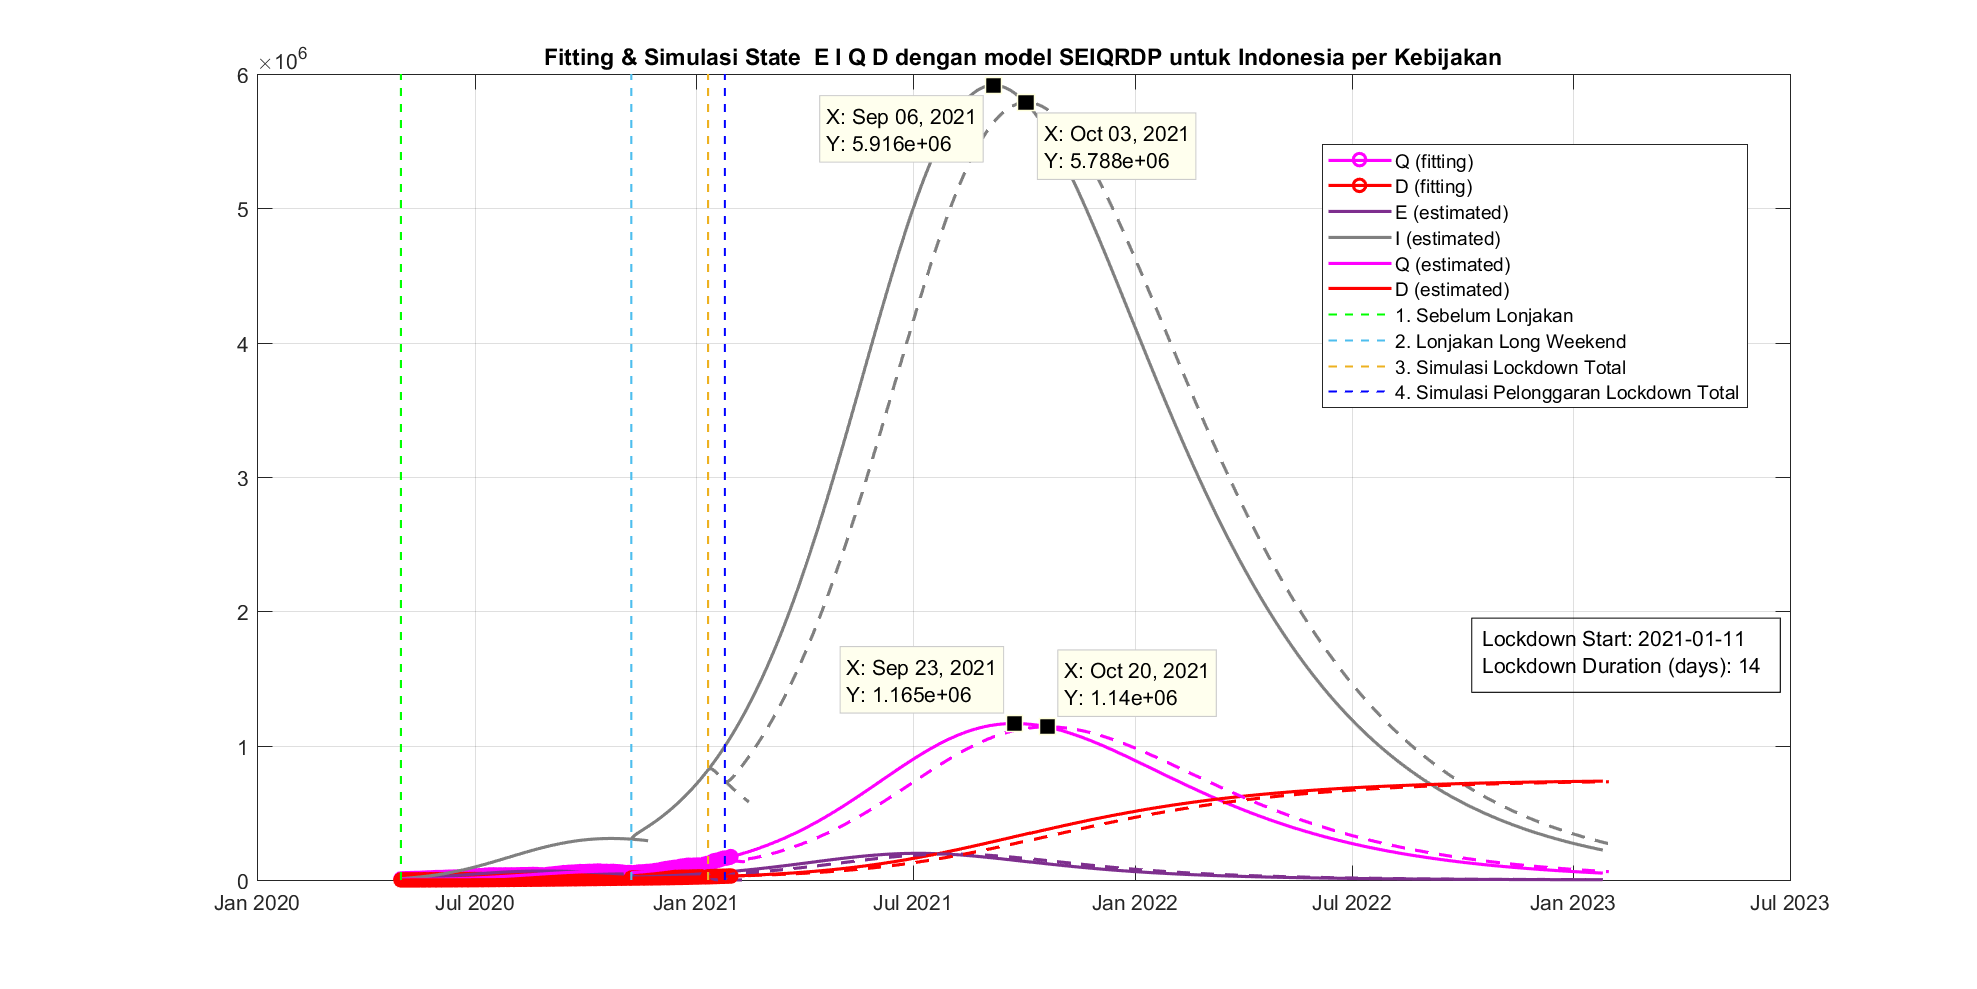 Fitting & Simulasi State  E I Q D dengan model SEIQRDP untuk Indonesia per Kebijakan
×10^6
6
5
4
3
2
1
0
X: Sep 06, 2021
Y: 5.916e+06
X: Oct 03, 2021
Y: 5.788e+06
Q (fitting)
D (fitting)
E (estimated)
I (estimated)
Q (estimated)
D (estimated)
1. Sebelum Lonjakan
2. Lonjakan Long Weekend
3. Simulasi Lockdown Total
4. Simulasi Pelonggaran Lockdown Total
Lockdown Start: 2021-01-11
Lockdown Duration (days): 14
X: Sep 23, 2021
Y: 1.165e+06
X: Oct 20, 2021
Y: 1.14e+06
Jan 2020
Jul 2020
Jan 2021
Jul 2021
Jan 2022
Jul 2022
Jan 2023
Jul 2023